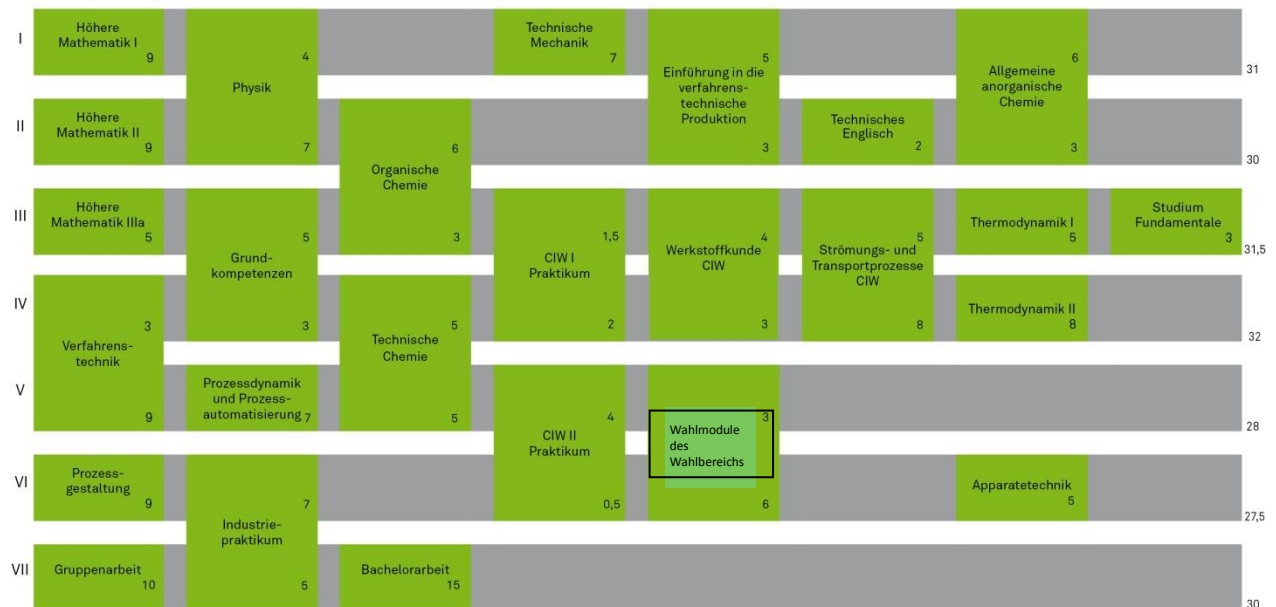 I
Höhere
Mathematik I
9
Physik
4
7
Technische
Mechanik
7
Einführung in die
verfahrens-
technische
Produktion
5
3
Allgemeine
anorganische
Chemie
6
3
31
II
Höhere
Mathematik II
9
Organische
Chemie
6
3
Technisches
Englisch
2
30
III
Höhere
Mathematik IIIa
5
Grund-
kompetenzen
5
3
CIW I
Praktikum
1,5
2
Werkstoffkunde
CIW
4
3
Strömungs- und
Transportprozesse
CIW
5
8
Thermodynamik I
5
Studium
Fundamentale
3
31,5
IV
Verfahrens-
technik
3
9
Technische
Chemie
5
5
Thermodynamik II
8
32
V
Prozessdynamik
und Prozess-
automatisierung 7
CIW II
Praktikum
4
0,5
Wahlmodule
des
Wahlbereichs
3
6
28
VI
Prozess-
gestaltung
9
Industrie-
praktikum
7
5
Apparatetechnik
5
27,5
VII
Gruppenarbeit
10
Bachelorarbeit
15
30